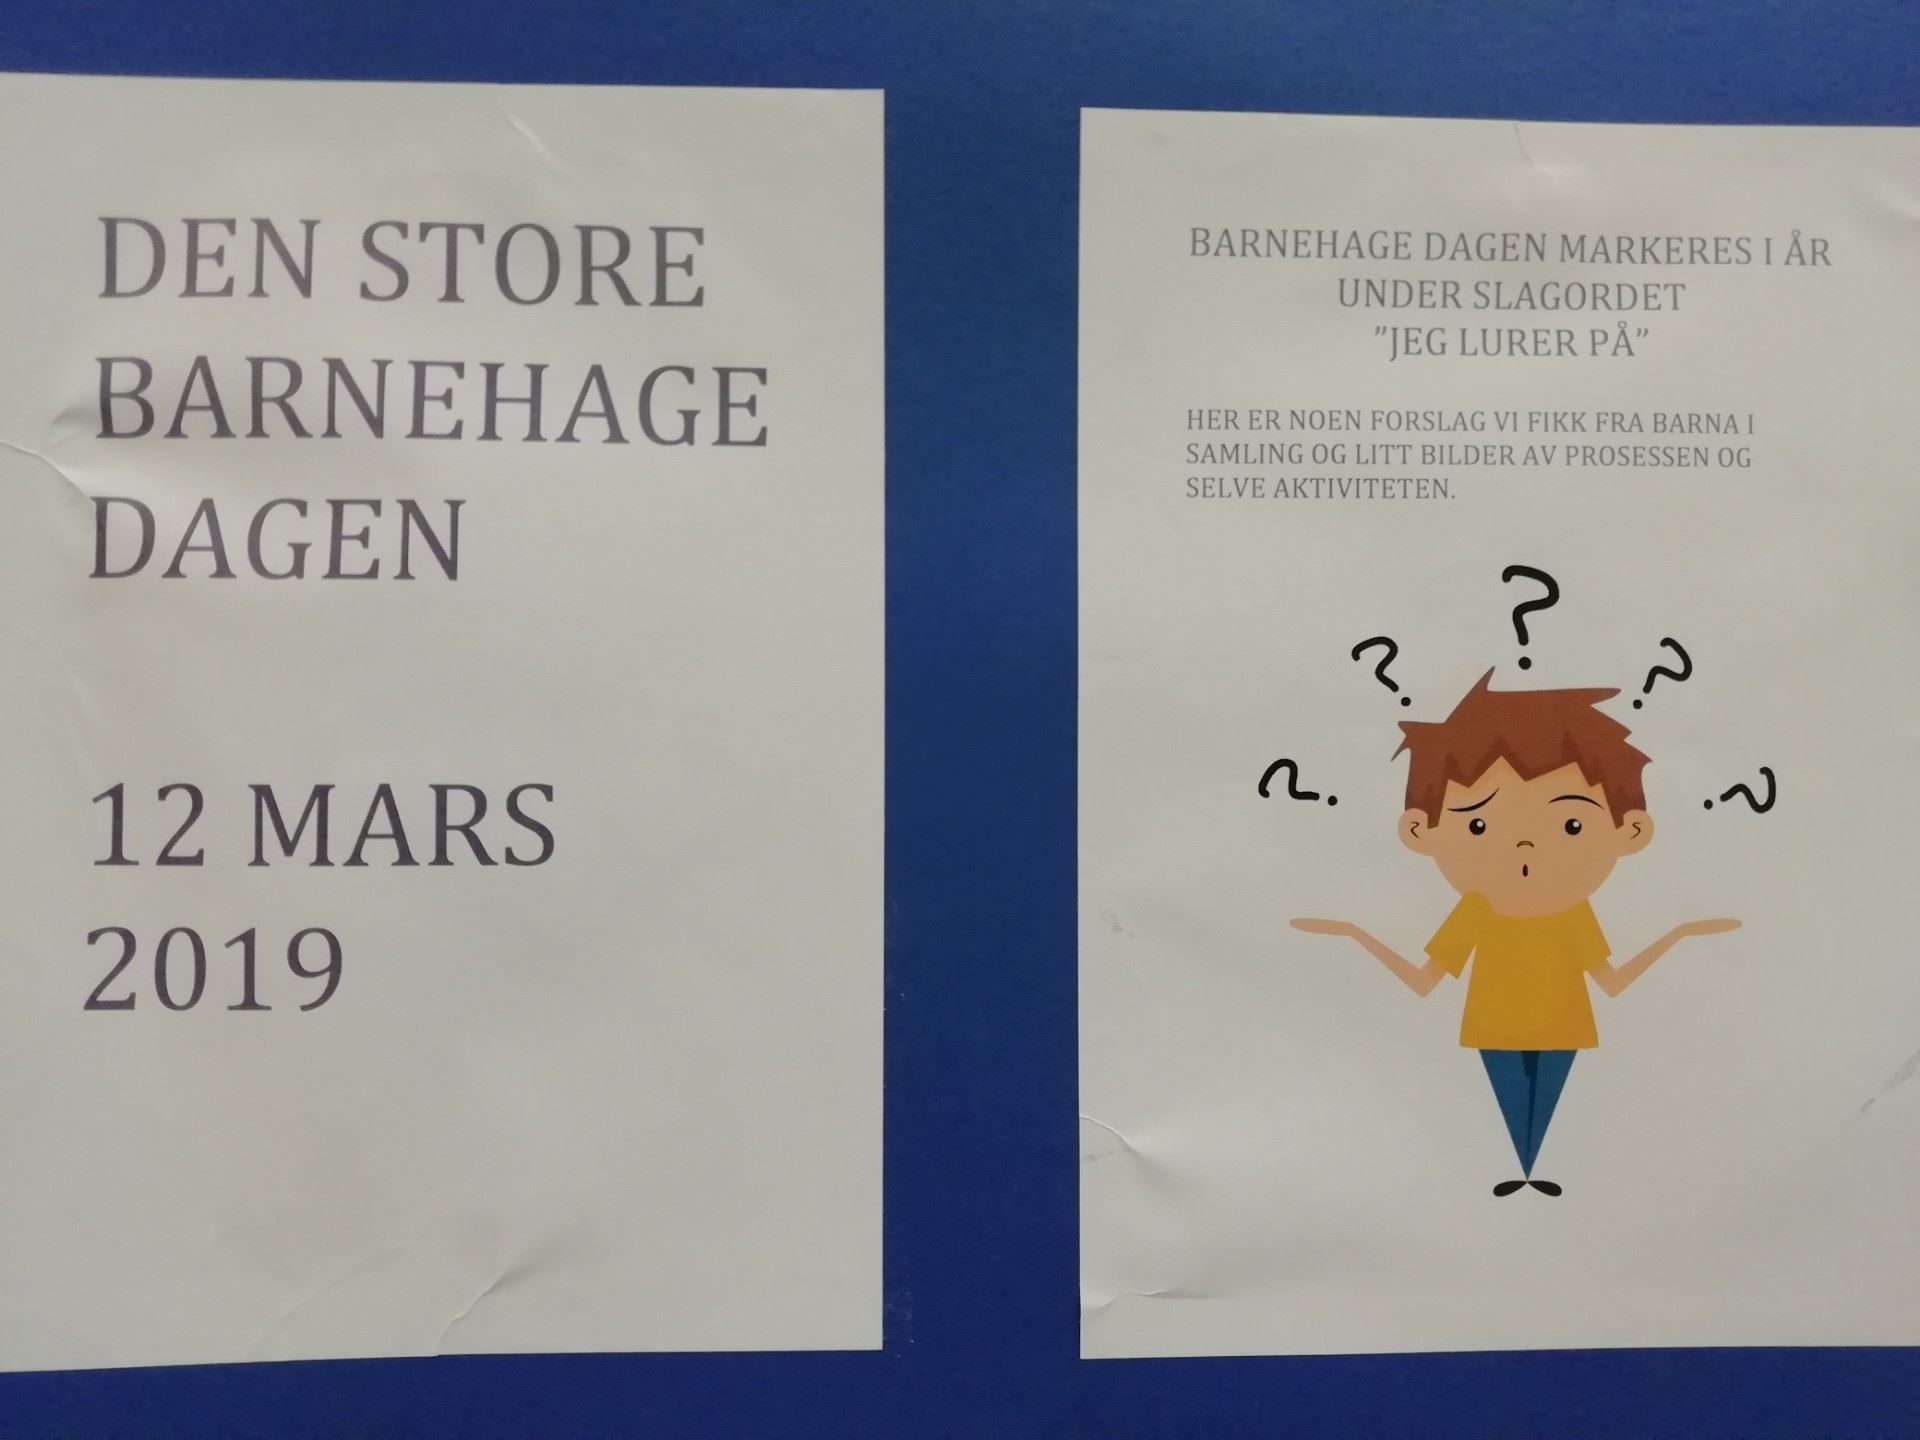 DEN STORE
BARNEHAGE
DAGEN
12 MARS
2019
BARNEHAGE DAGEN MARKERES I ÅR
UNDER SLAGORDET
”JEG LURER PÅ”
HER ER NOEN FORSLAG VI FIKK FRA BARNA I
SAMLING OG LITT BILDER AV PROSESSEN OG
SELVE AKTIVITETEN.
?
?
?
?
?